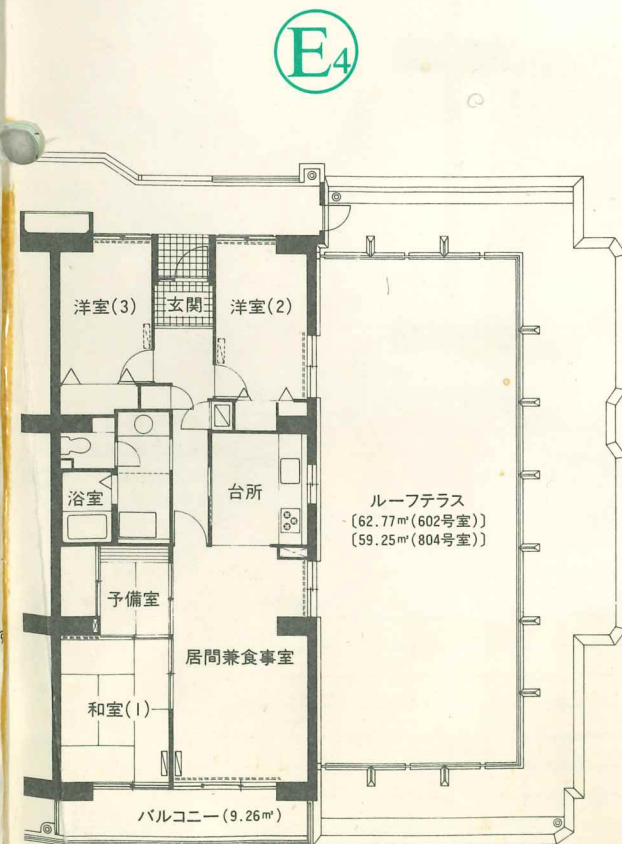 E4
洋室(3)
玄関
洋室(2)
浴室
台所
ルーフテラス
〔62.77㎡(602号室)〕
〔59.25㎡(804号室)〕
予備室
居間兼食事室
和室(1)
バルコニー(9.26㎡)